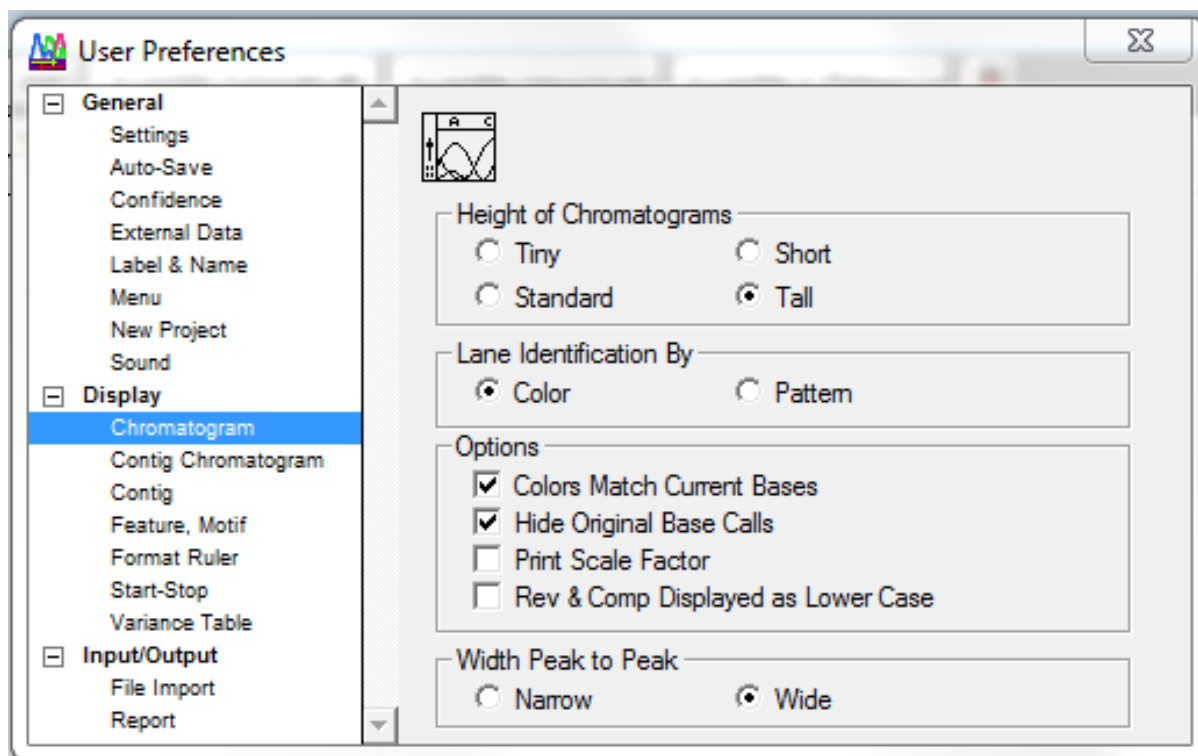 User Preferences
General
Settings
Auto-Save
Confidence
External Data
Label & Name
Menu
New Project
Sound
Display
Chromatogram
Contig Chromatogram
Contig
Feature, Motif
Format Ruler
Start-Stop
Variance Table
Input/Output
File Import
Report
A C
Height of Chromatograms
Tiny Short
Standard Tall
Lane Identification By
Color Pattern
Options
Colors Match Current Bases
Hide Original Base Calls
Print Scale Factor
Rev & Comp Displayed as Lower Case
Width Peak to Peak
Narrow Wide